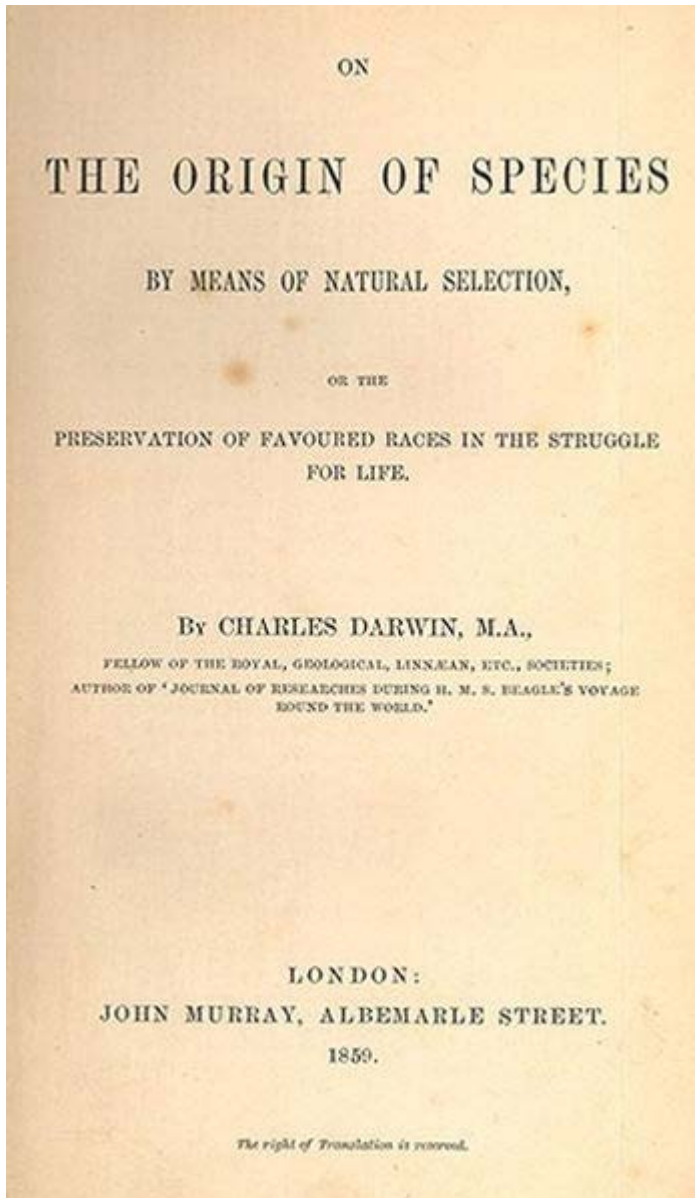 ON
THE ORIGIN OF SPECIES
BY MEANS OF NATURAL SELECTION,
OR THE
PRESERVATION OF FAVOURED RACES IN THE STRUGGLE
FOR LIFE.
BY CHARLES DARWIN, M.A.,
FELLOW OF THE ROYAL, GEOLOGICAL, LINNÆAN, ETC., SOCIETIES;
AUTHOR OF ‘JOURNAL OF RESEARCHES DURING H. M. S. BEAGLE’S VOYAGE
ROUND THE WORLD.’
LONDON:
JOHN MURRAY, ALBEMARLE STREET.
1859.
The right of Translation is reserved.